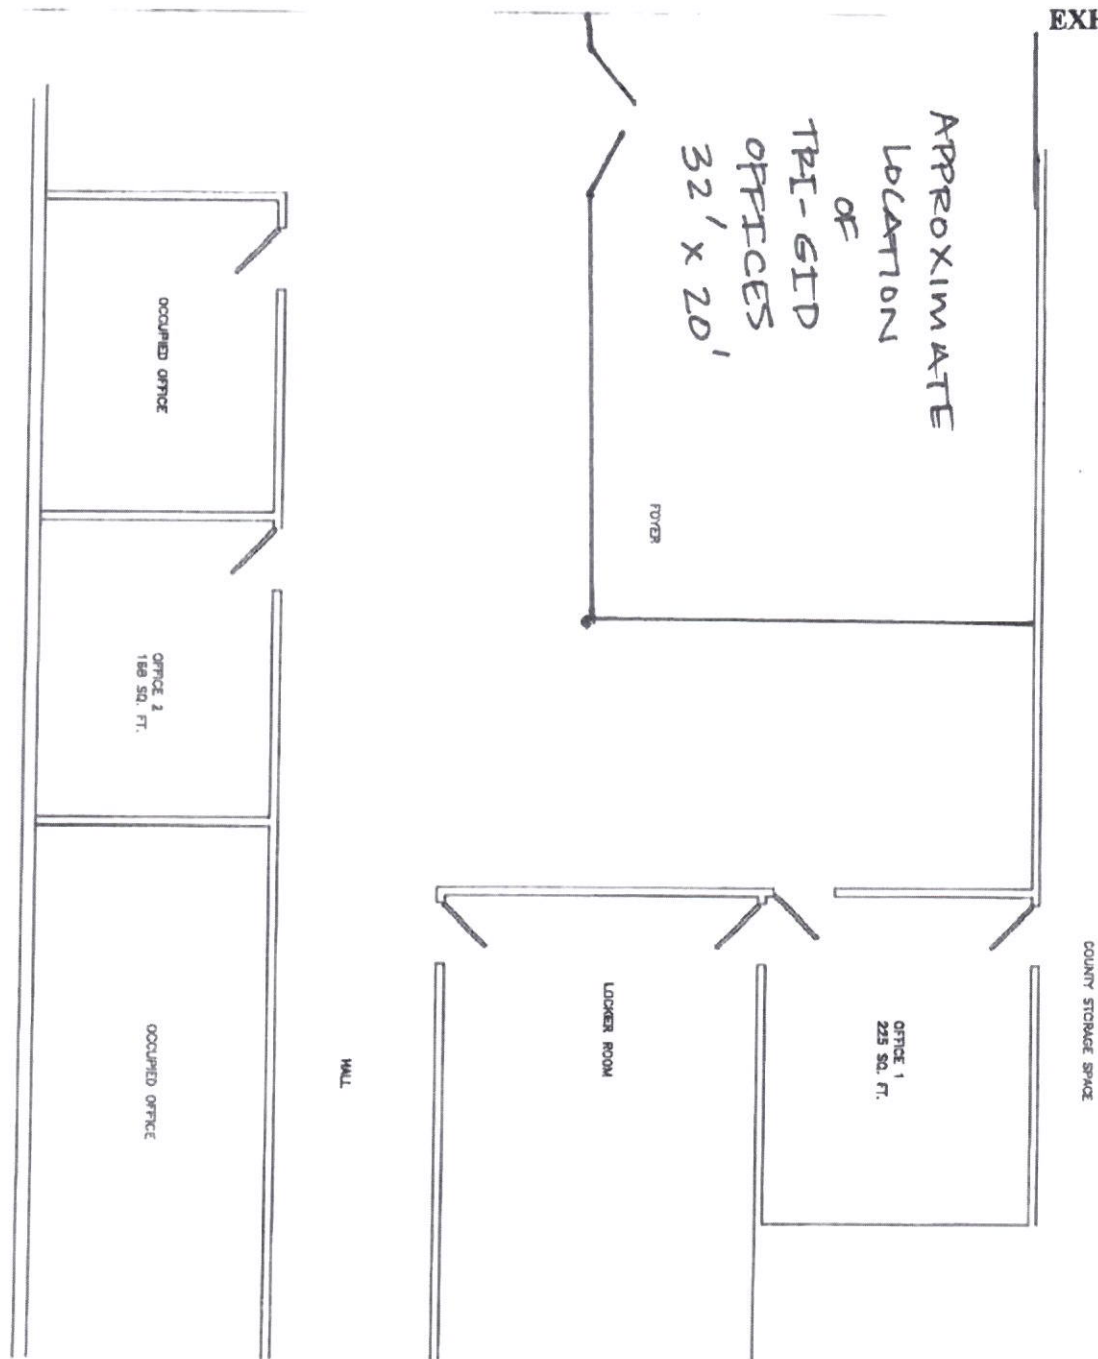 EXH
APPROXIMATE
LOCATION
OF
TRI-GID
OFFICES
32' x 20'
FOYER
OCCUPIED OFFICE
OFFICE 2
168 SQ. FT.
OCCUPIED OFFICE
HALL
LOCKER ROOM
OFFICE 1
225 SQ. FT.
COUNTY STORAGE SPACE